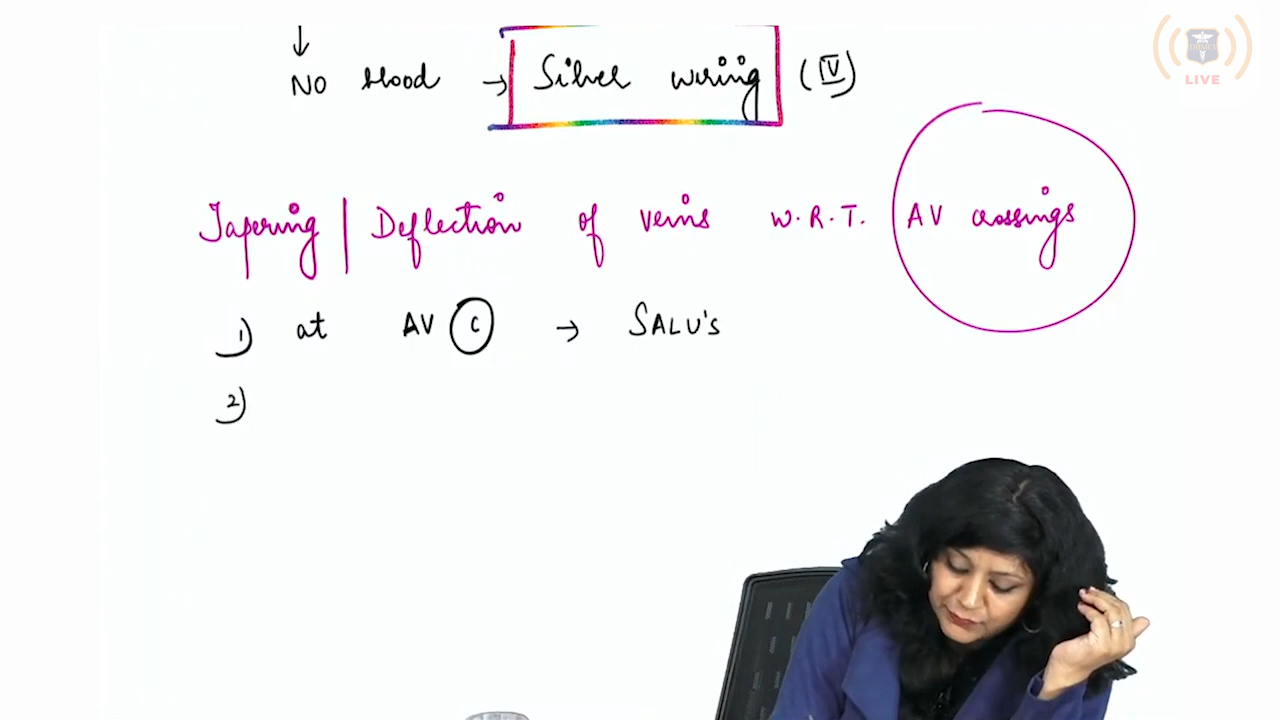 LIVE
NO blood → Silver wiring (IV)
Tapering | Deflection of veins W.R.T. AV crossings
1) at AV C → SALU'S
2)